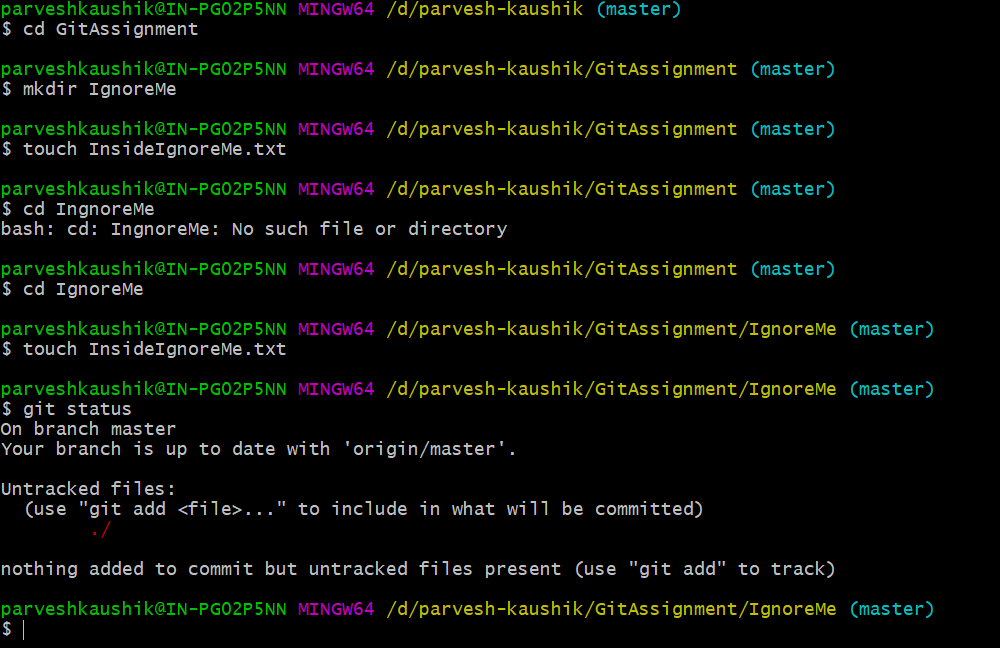 parveshkaushik@IN-PG02P5NN MINGW64 /d/parvesh-kaushik (master)
$ cd GitAssignment
parveshkaushik@IN-PG02P5NN MINGW64 /d/parvesh-kaushik/GitAssignment (master)
$ mkdir IgnoreMe
parveshkaushik@IN-PG02P5NN MINGW64 /d/parvesh-kaushik/GitAssignment (master)
$ touch InsideIgnoreMe.txt
parveshkaushik@IN-PG02P5NN MINGW64 /d/parvesh-kaushik/GitAssignment (master)
$ cd IngnoreMe
bash: cd: IngnoreMe: No such file or directory
parveshkaushik@IN-PG02P5NN MINGW64 /d/parvesh-kaushik/GitAssignment (master)
$ cd IgnoreMe
parveshkaushik@IN-PG02P5NN MINGW64 /d/parvesh-kaushik/GitAssignment/IgnoreMe (master)
$ touch InsideIgnoreMe.txt
parveshkaushik@IN-PG02P5NN MINGW64 /d/parvesh-kaushik/GitAssignment/IgnoreMe (master)
$ git status
On branch master
Your branch is up to date with 'origin/master'.
Untracked files:
  (use "git add <file>..." to include in what will be committed)
        ./
nothing added to commit but untracked files present (use "git add" to track)
parveshkaushik@IN-PG02P5NN MINGW64 /d/parvesh-kaushik/GitAssignment/IgnoreMe (master)
$